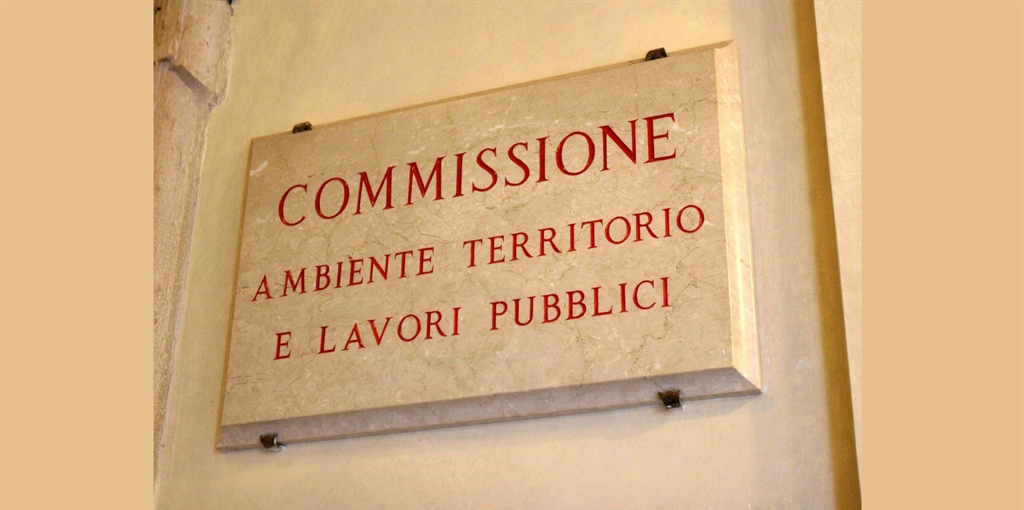 COMMISSIONE
AMBIENTE TERRITORIO
E LAVORI PUBBLICI